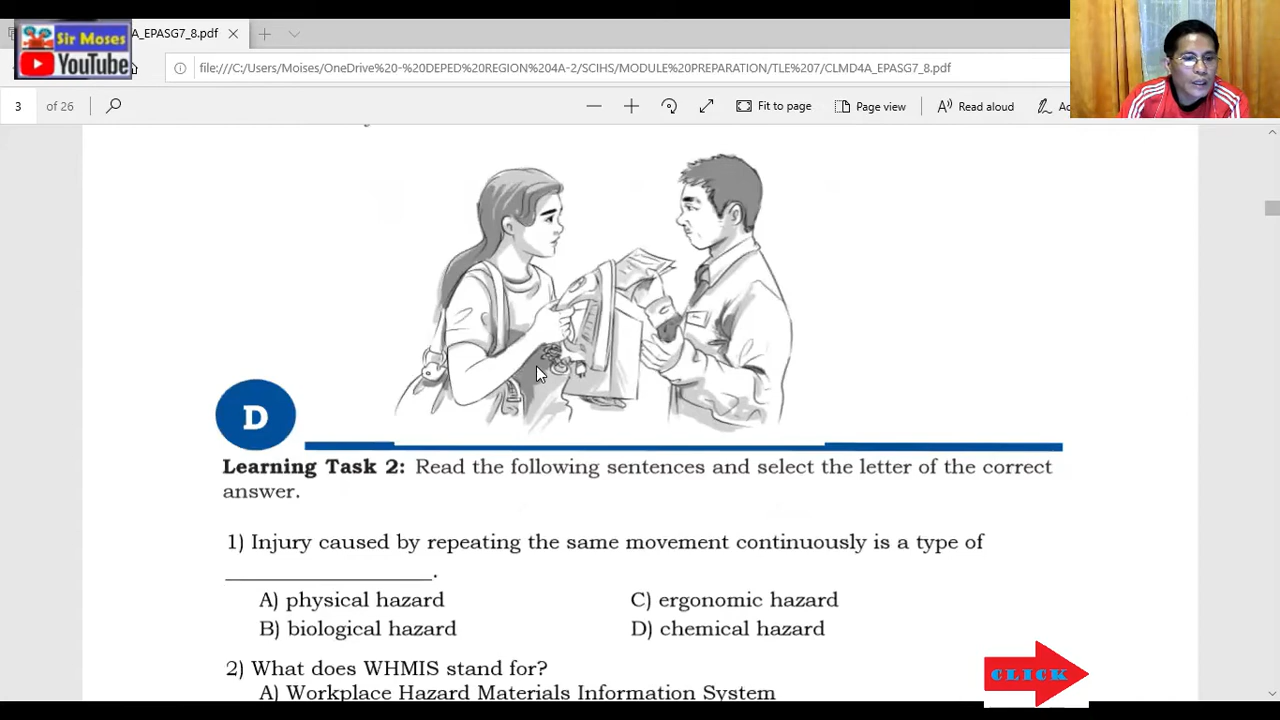 Sir Moses
YouTube
A_EPASG7_8.pdf
file:///C:/Users/Moises/OneDrive%20-%20DEPED%20REGION%204A-2/SCIHS/MODULE%20PREPARATION/TLE%207/CLMD4A_EPASG7_8.pdf
3 of 26
Fit to page
Page view
Read aloud
D
Learning Task 2: Read the following sentences and select the letter of the correct
answer.
1) Injury caused by repeating the same movement continuously is a type of
__________________.
A) physical hazard C) ergonomic hazard
B) biological hazard D) chemical hazard
2) What does WHMIS stand for?
A) Workplace Hazard Materials Information System
CLICK